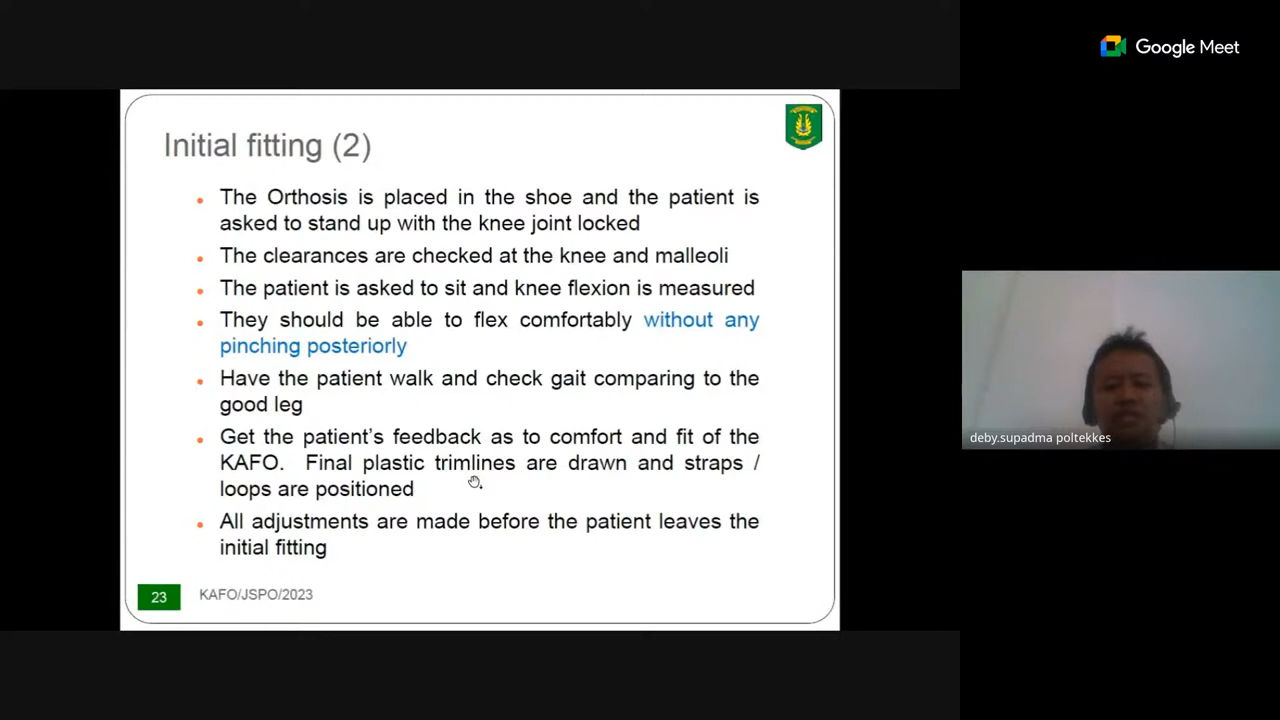 Google Meet
Initial fitting (2)
• The Orthosis is placed in the shoe and the patient is
asked to stand up with the knee joint locked
• The clearances are checked at the knee and malleoli
• The patient is asked to sit and knee flexion is measured
• They should be able to flex comfortably without any
pinching posteriorly
• Have the patient walk and check gait comparing to the
good leg
• Get the patient's feedback as to comfort and fit of the
KAFO. Final plastic trimlines are drawn and straps /
loops are positioned
• All adjustments are made before the patient leaves the
initial fitting
23
KAFO/JSPO/2023
deby.supadma poltekkes